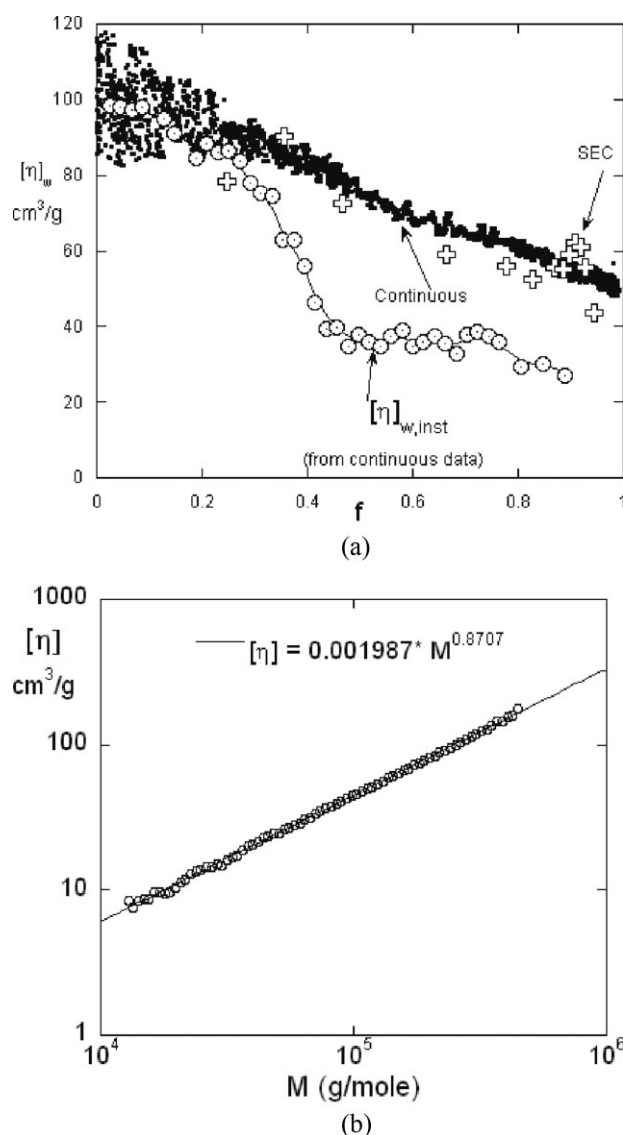 120
100
80
60
40
20
0
[η]w
cm³/g
SEC
Continuous
[η]w,inst
(from continuous data)
0 0.2 0.4 0.6 0.8 1
f
(a)
1000
100
10
1
[η]
cm³/g
[η] = 0.001987* M^0.8707
10⁴ 10⁵ 10⁶
M (g/mole)
(b)